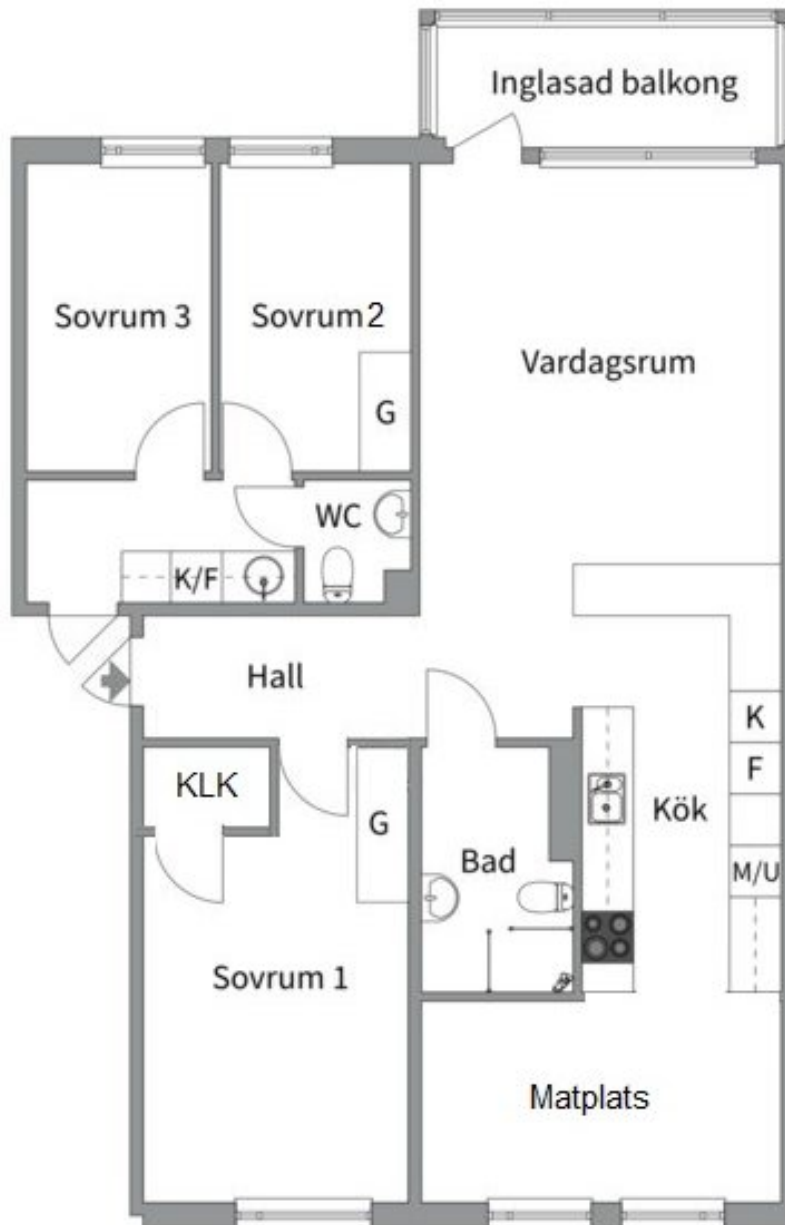 Inglasad balkong
Sovrum 3
Sovrum 2
Vardagsrum
G
WC
K/F
Hall
K
F
KLK
G
Kök
Bad
M/U
Sovrum 1
Matplats